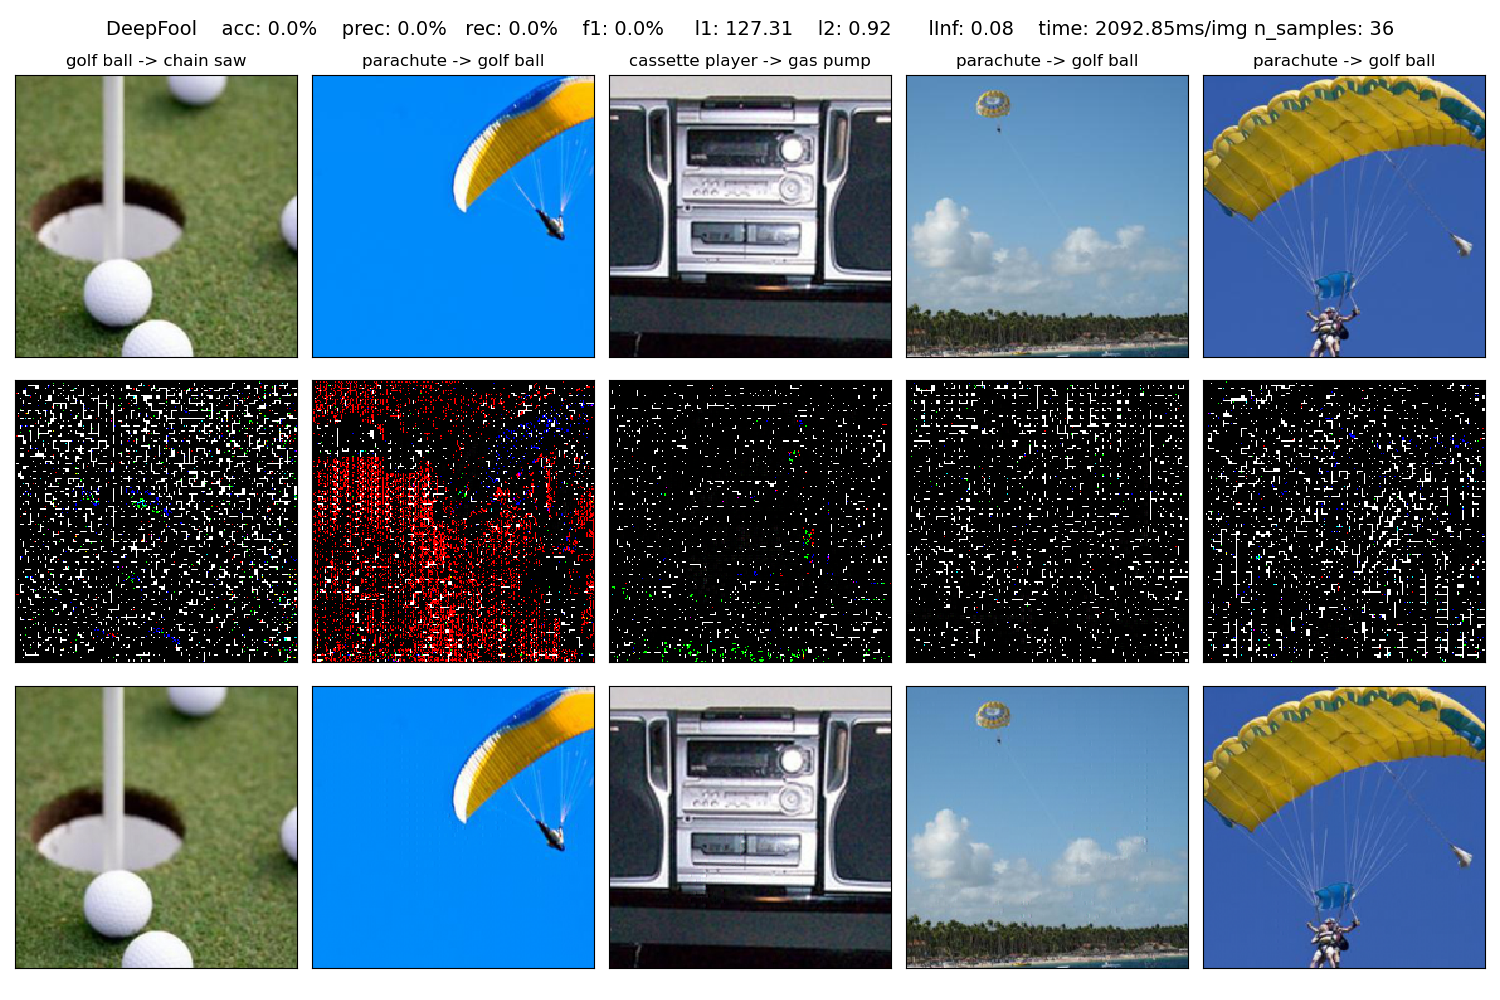 DeepFool acc: 0.0% prec: 0.0% rec: 0.0% f1: 0.0% l1: 127.31 l2: 0.92 lInf: 0.08 time: 2092.85ms/img n_samples: 36
golf ball -> chain saw
parachute -> golf ball
cassette player -> gas pump
parachute -> golf ball
parachute -> golf ball